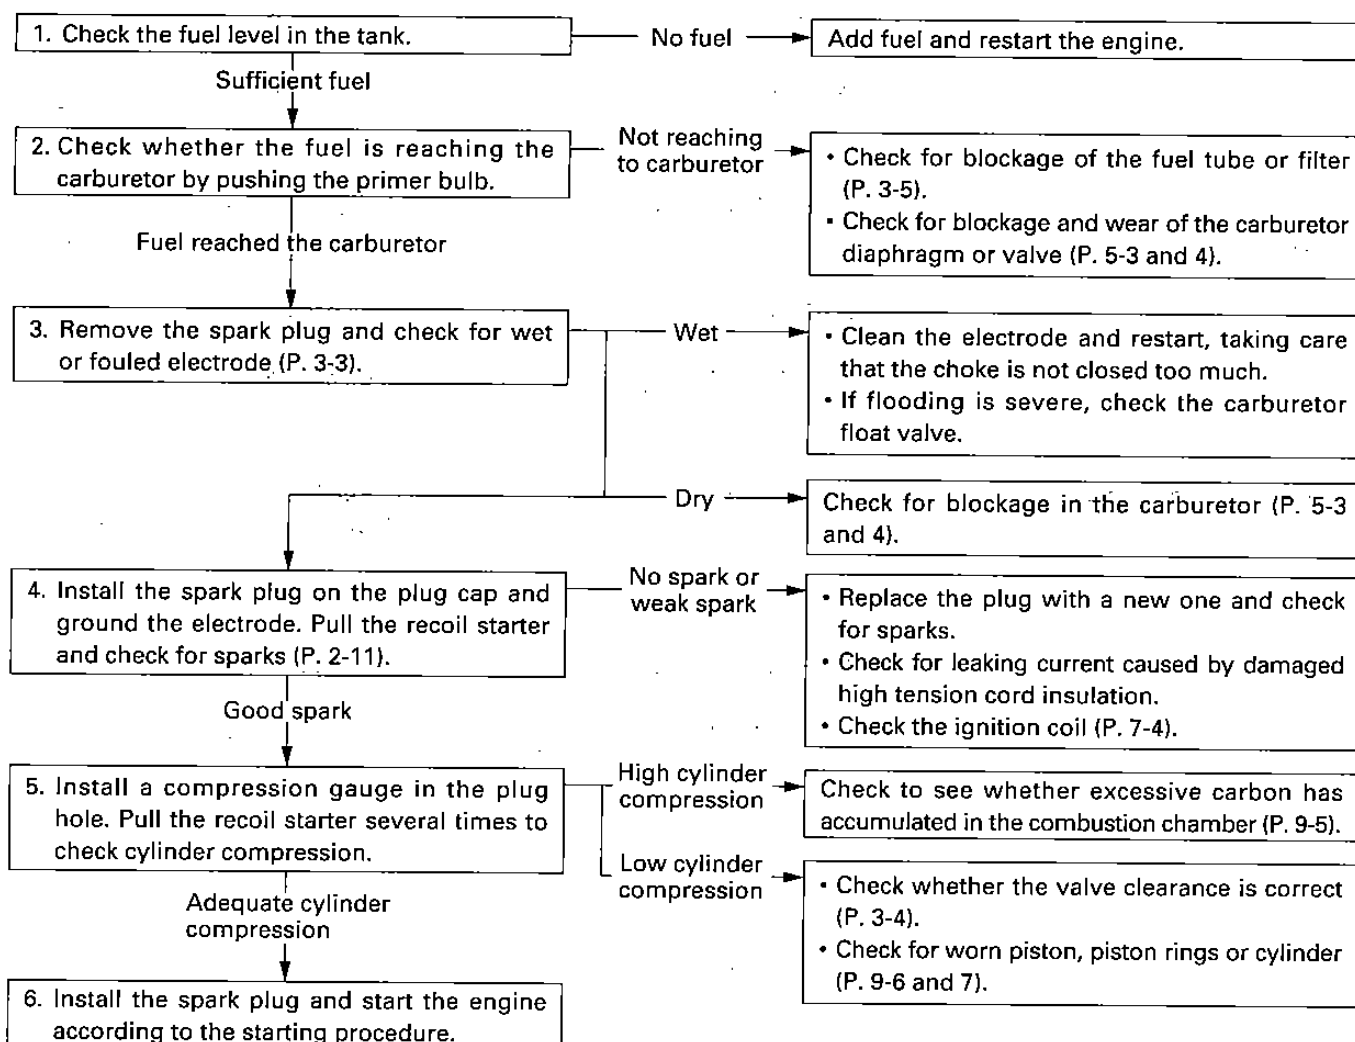 1. Check the fuel level in the tank.
No fuel
Add fuel and restart the engine.
Sufficient fuel
2. Check whether the fuel is reaching the
carburetor by pushing the primer bulb.
Not reaching
to carburetor
• Check for blockage of the fuel tube or filter
(P. 3-5).
• Check for blockage and wear of the carburetor
diaphragm or valve (P. 5-3 and 4).
Fuel reached the carburetor
3. Remove the spark plug and check for wet
or fouled electrode (P. 3-3).
Wet
• Clean the electrode and restart, taking care
that the choke is not closed too much.
• If flooding is severe, check the carburetor
float valve.
Dry
Check for blockage in the carburetor (P. 5-3
and 4).
4. Install the spark plug on the plug cap and
ground the electrode. Pull the recoil starter
and check for sparks (P. 2-11).
No spark or
weak spark
• Replace the plug with a new one and check
for sparks.
• Check for leaking current caused by damaged
high tension cord insulation.
• Check the ignition coil (P. 7-4).
Good spark
5. Install a compression gauge in the plug
hole. Pull the recoil starter several times to
check cylinder compression.
High cylinder
compression
Check to see whether excessive carbon has
accumulated in the combustion chamber (P. 9-5).
Low cylinder
compression
• Check whether the valve clearance is correct
(P. 3-4).
• Check for worn piston, piston rings or cylinder
(P. 9-6 and 7).
Adequate cylinder
compression
6. Install the spark plug and start the engine
according to the starting procedure.